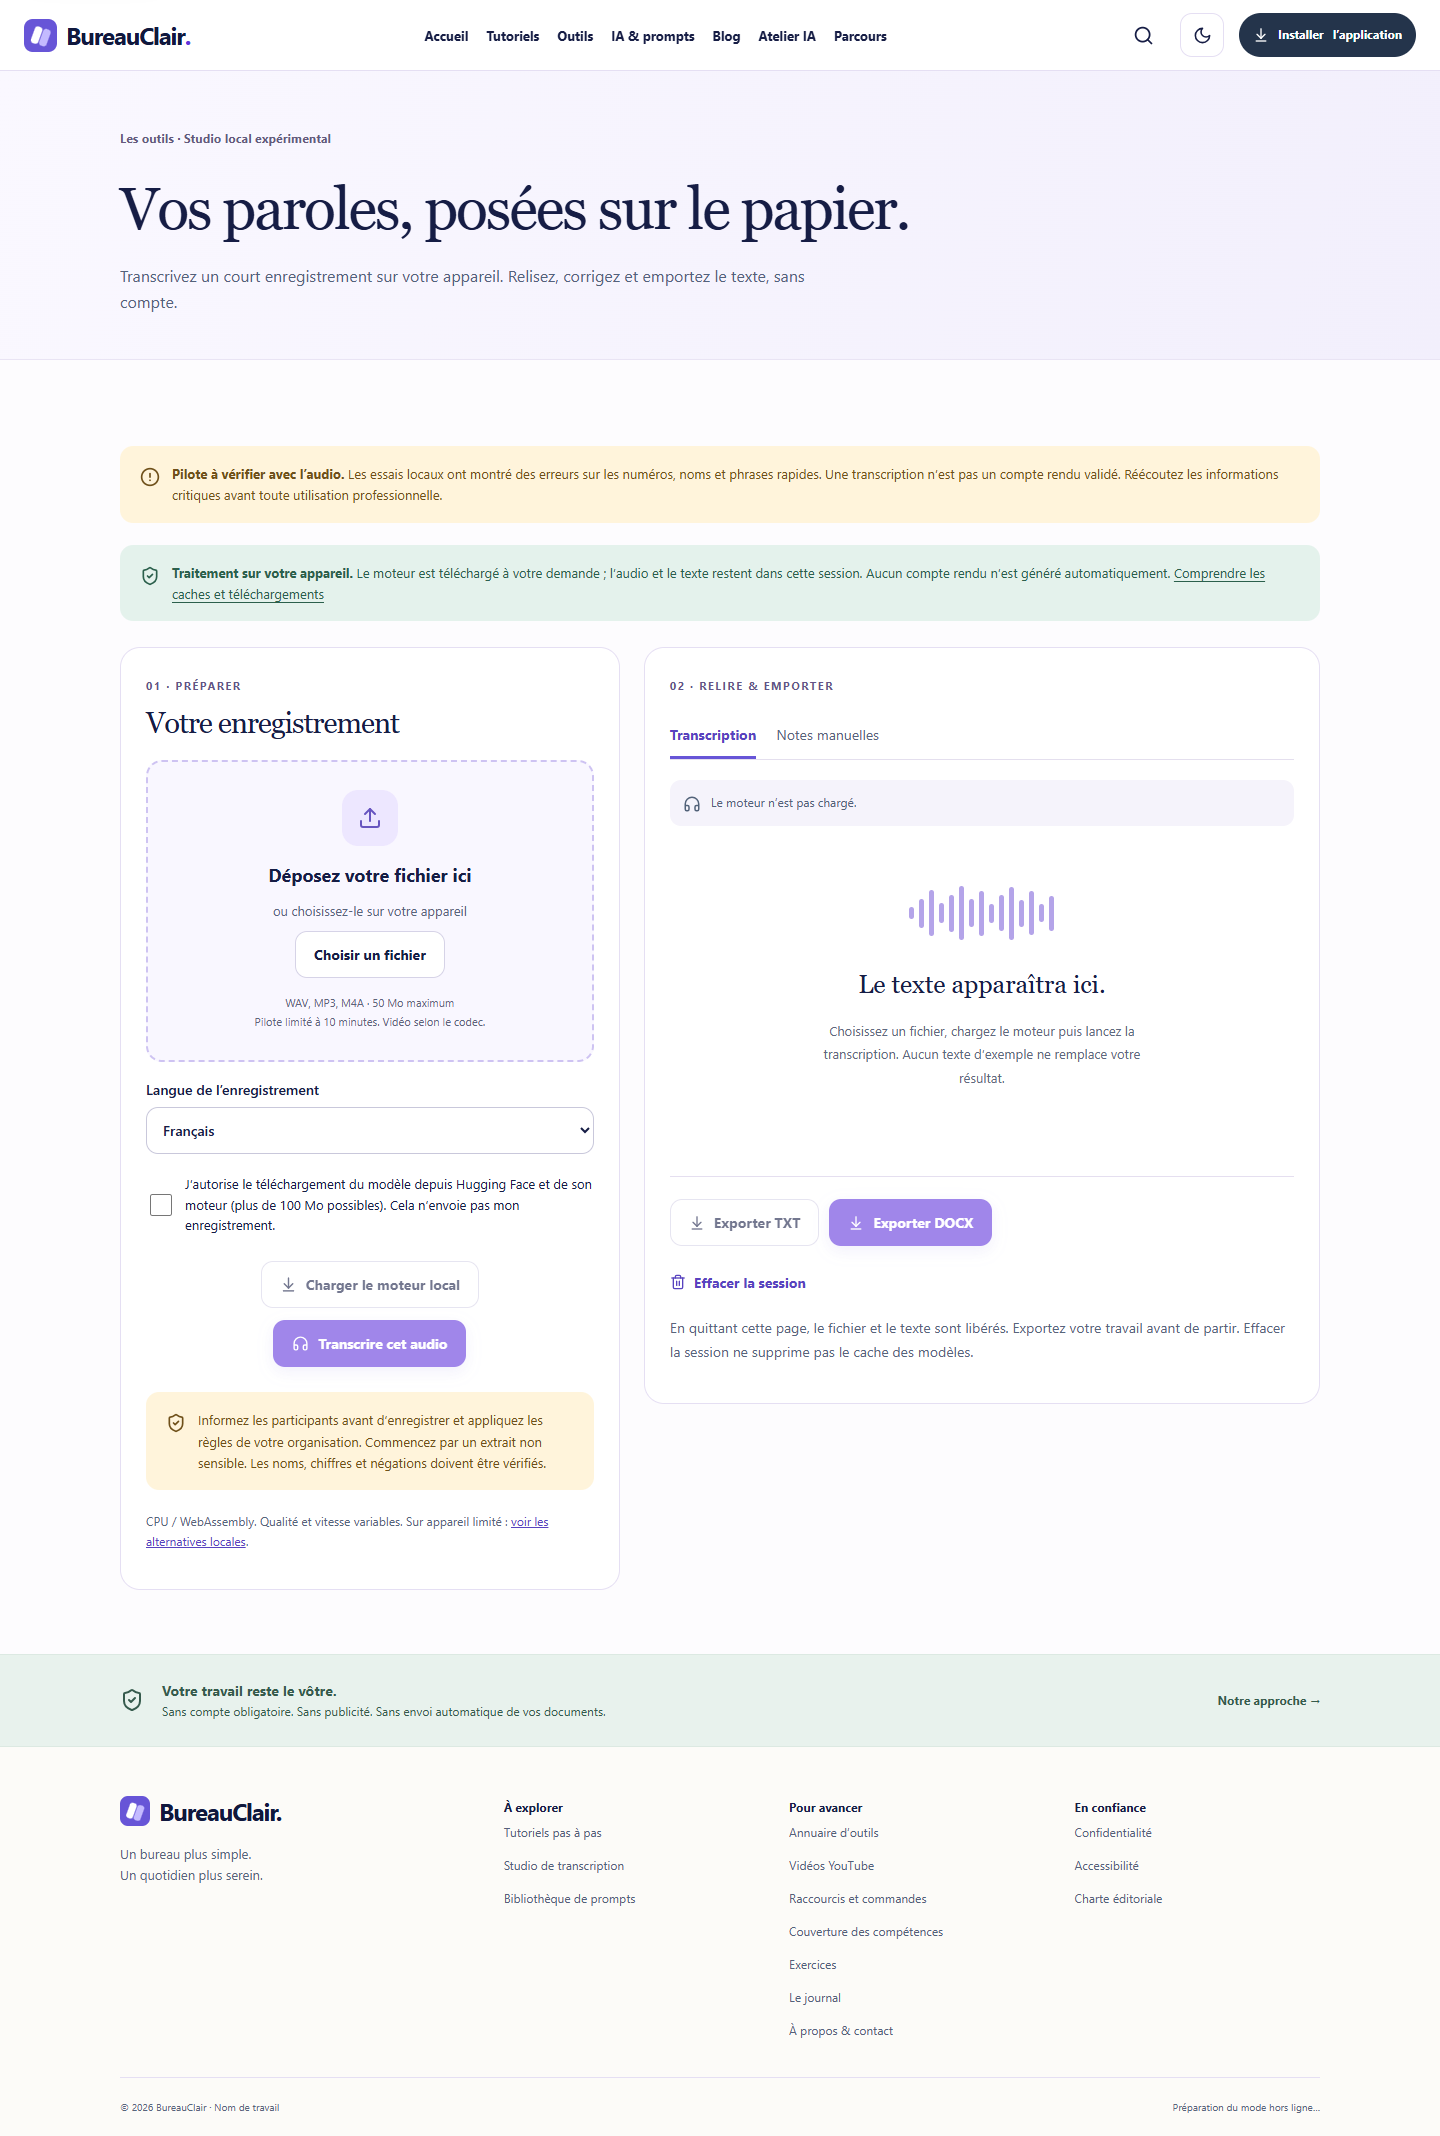 BureauClair.
Accueil
Tutoriels
Outils
IA & prompts
Blog
Atelier IA
Parcours
Installer l’application
Les outils · Studio local expérimental
Vos paroles, posées sur le papier.
Transcrivez un court enregistrement sur votre appareil. Relisez, corrigez et emportez le texte, sans
compte.
Pilote à vérifier avec l’audio. Les essais locaux ont montré des erreurs sur les numéros, noms et phrases rapides. Une transcription n’est pas un compte rendu validé. Réécoutez les informations
critiques avant toute utilisation professionnelle.
Traitement sur votre appareil. Le moteur est téléchargé à votre demande ; l’audio et le texte restent dans cette session. Aucun compte rendu n’est généré automatiquement. Comprendre les
caches et téléchargements
01 · PRÉPARER
Votre enregistrement
Déposez votre fichier ici
ou choisissez-le sur votre appareil
Choisir un fichier
WAV, MP3, M4A · 50 Mo maximum
Pilote limité à 10 minutes. Vidéo selon le codec.
Langue de l’enregistrement
Français
J’autorise le téléchargement du modèle depuis Hugging Face et de son
moteur (plus de 100 Mo possibles). Cela n’envoie pas mon
enregistrement.
Charger le moteur local
Transcrire cet audio
Informez les participants avant d’enregistrer et appliquez les
règles de votre organisation. Commencez par un extrait non
sensible. Les noms, chiffres et négations doivent être vérifiés.
CPU / WebAssembly. Qualité et vitesse variables. Sur appareil limité : voir les
alternatives locales.
02 · RELIRE & EMPORTER
Transcription
Notes manuelles
Le moteur n’est pas chargé.
Le texte apparaîtra ici.
Choisissez un fichier, chargez le moteur puis lancez la
transcription. Aucun texte d’exemple ne remplace votre
résultat.
Exporter TXT
Exporter DOCX
Effacer la session
En quittant cette page, le fichier et le texte sont libérés. Exportez votre travail avant de partir. Effacer
la session ne supprime pas le cache des modèles.
Votre travail reste le vôtre.
Sans compte obligatoire. Sans publicité. Sans envoi automatique de vos documents.
Notre approche →
BureauClair.
Un bureau plus simple.
Un quotidien plus serein.
À explorer
Tutoriels pas à pas
Studio de transcription
Bibliothèque de prompts
Pour avancer
Annuaire d’outils
Vidéos YouTube
Raccourcis et commandes
Couverture des compétences
Exercices
Le journal
À propos & contact
En confiance
Confidentialité
Accessibilité
Charte éditoriale
© 2026 BureauClair · Nom de travail
Préparation du mode hors ligne…